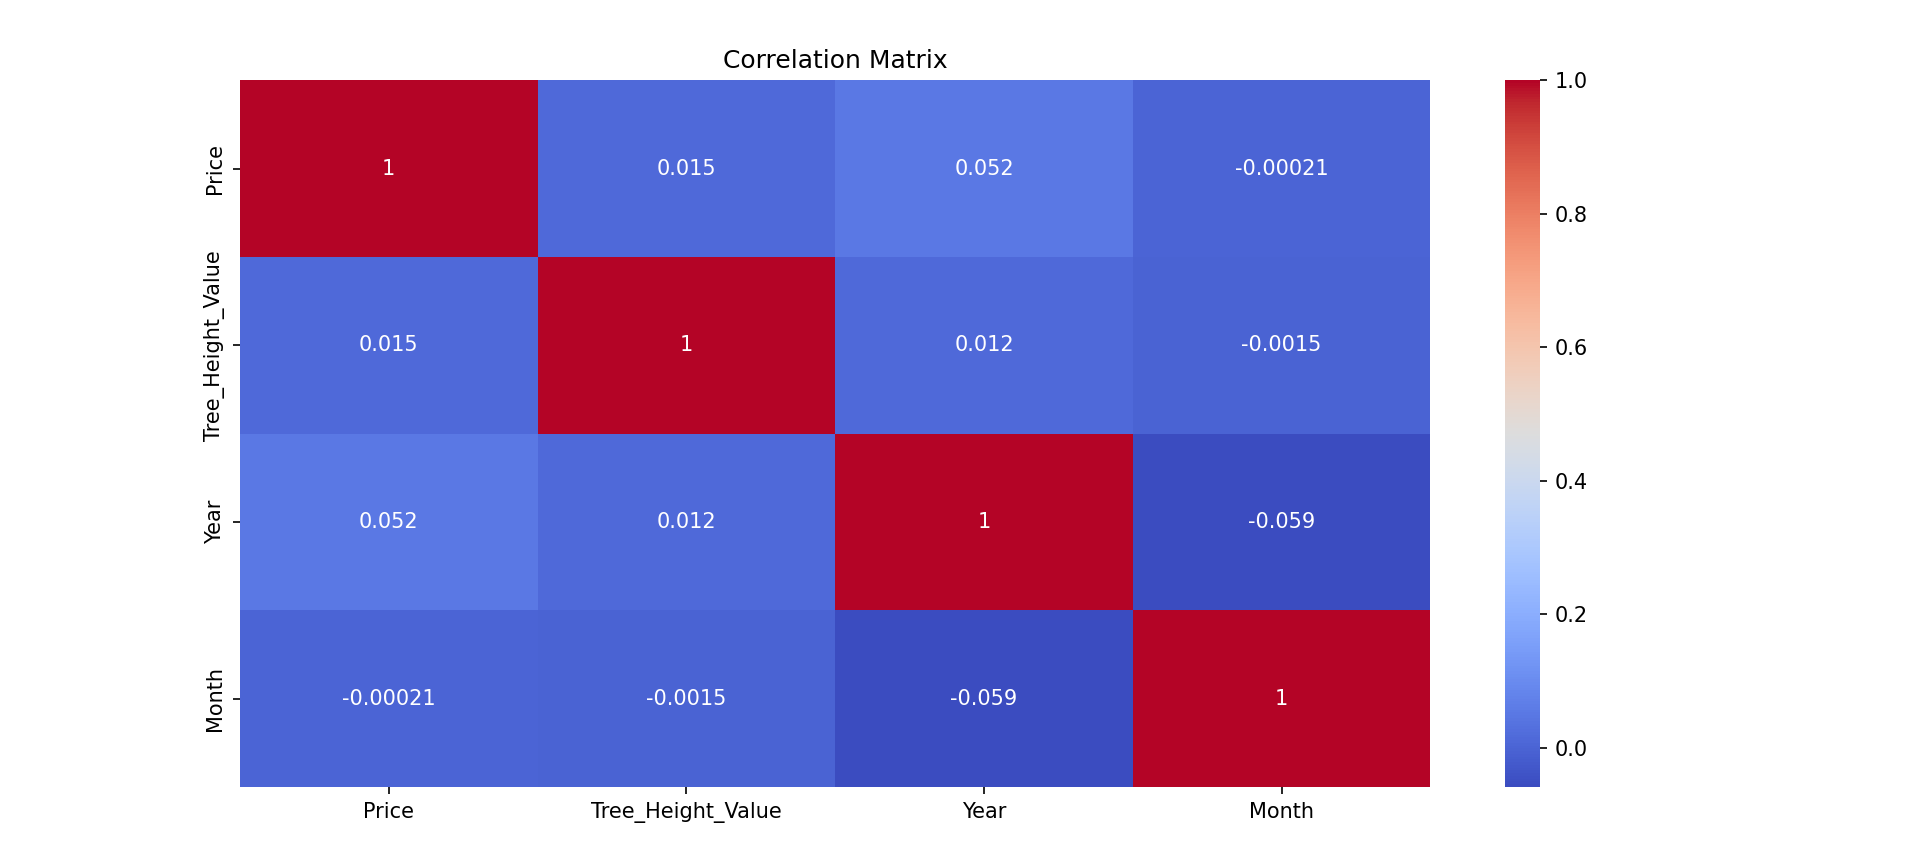 Correlation Matrix
Price 1 0.015 0.052 -0.00021
Tree_Height_Value 0.015 1 0.012 -0.0015
Year 0.052 0.012 1 -0.059
Month -0.00021 -0.0015 -0.059 1
Price Tree_Height_Value Year Month
1.0
0.8
0.6
0.4
0.2
0.0